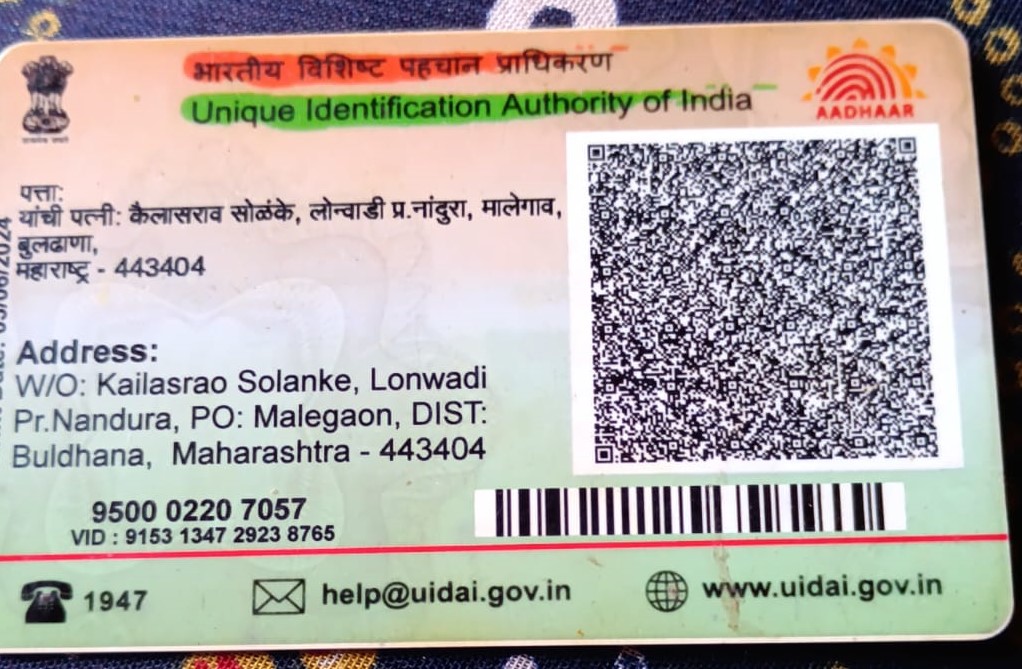 भारतीय विशिष्ट पहचान प्राधिकरण
Unique Identification Authority of India
AADHAAR
पत्ता:
यांची पत्नी: कैलासराव सोळंके, लोन्वाडी प्र.नांदुरा, मालेगाव,
बुलढाणा,
महाराष्ट्र - 443404
Address:
W/O: Kailasrao Solanke, Lonwadi
Pr.Nandura, PO: Malegaon, DIST:
Buldhana, Maharashtra - 443404
9500 0220 7057
VID : 9153 1347 2923 8765
1947
help@uidai.gov.in
www.uidai.gov.in